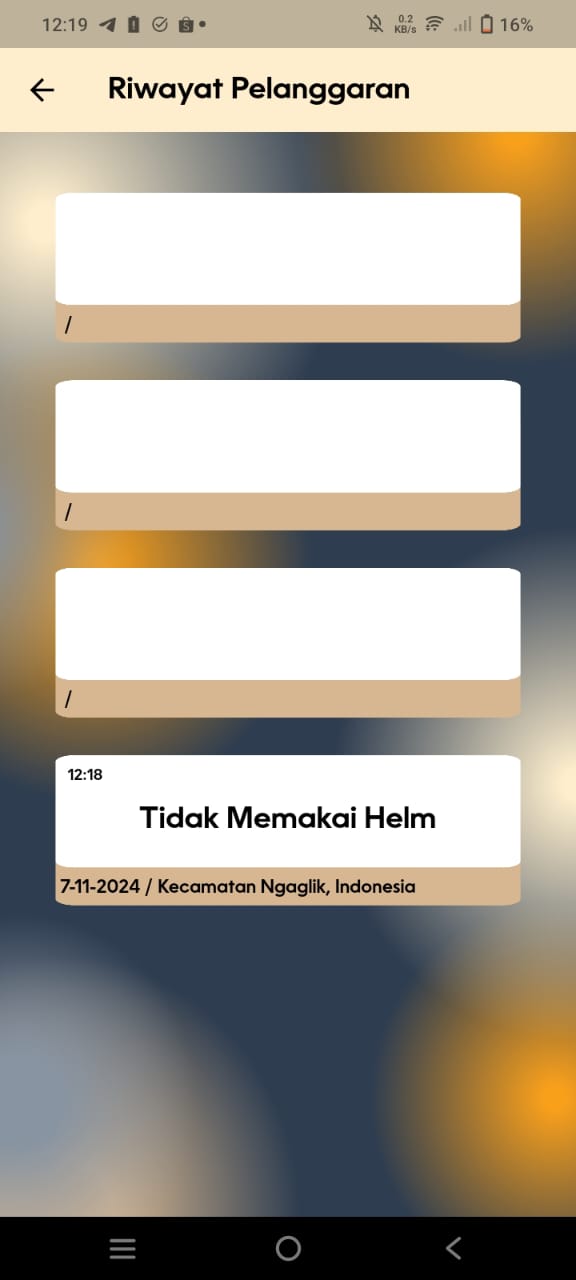 12:19
0.2
KB/s
16%
Riwayat Pelanggaran
/
/
/
12:18
Tidak Memakai Helm
7-11-2024 / Kecamatan Ngaglik, Indonesia